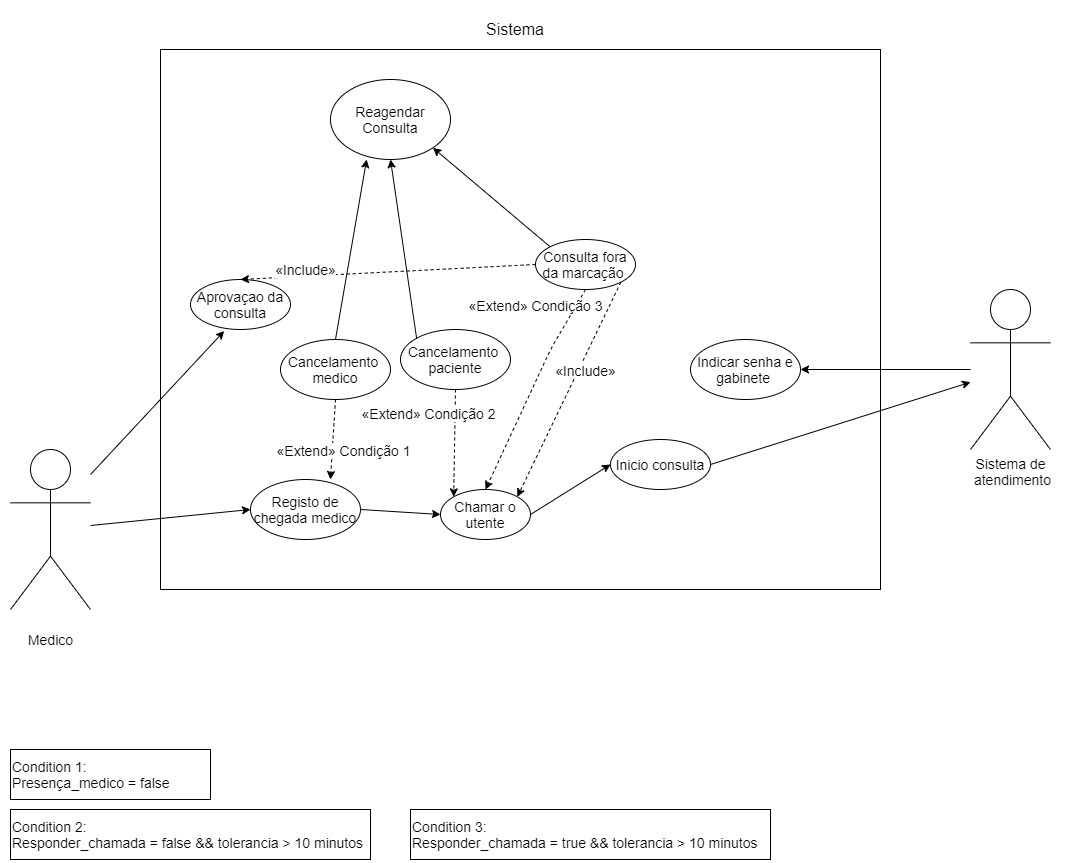 Sistema
Reagendar
Consulta
Consulta fora
da marcação
«Include»
Aprovaçao da
consulta
«Extend» Condição 3
Cancelamento
medico
Cancelamento
paciente
Indicar senha e
gabinete
«Include»
«Extend» Condição 2
«Extend» Condição 1
Inicio consulta
Sistema de
atendimento
Registo de
chegada medico
Chamar o
utente
Medico
Condition 1:
Presença_medico = false
Condition 2:
Responder_chamada = false && tolerancia > 10 minutos
Condition 3:
Responder_chamada = true && tolerancia > 10 minutos